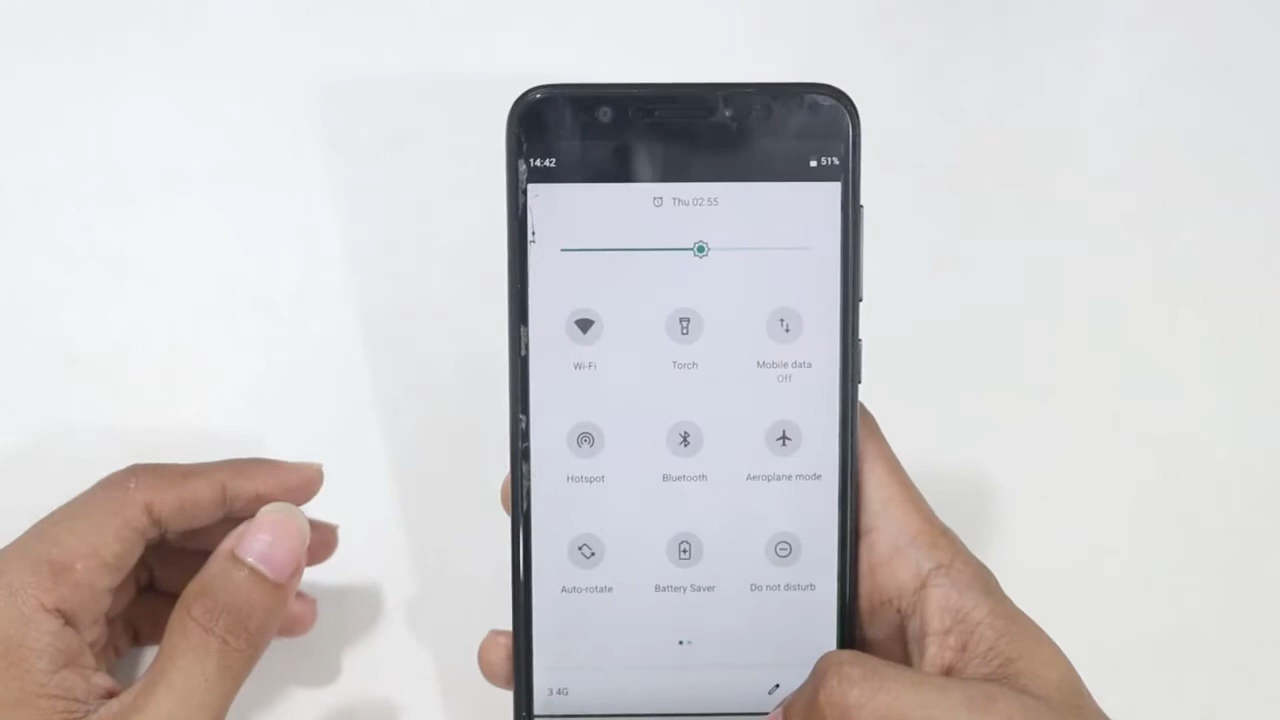 14:42
51%
Thu 02:55
Wi-Fi
Torch
Mobile data
Off
Hotspot
Bluetooth
Aeroplane mode
Auto-rotate
Battery Saver
Do not disturb
3 4G